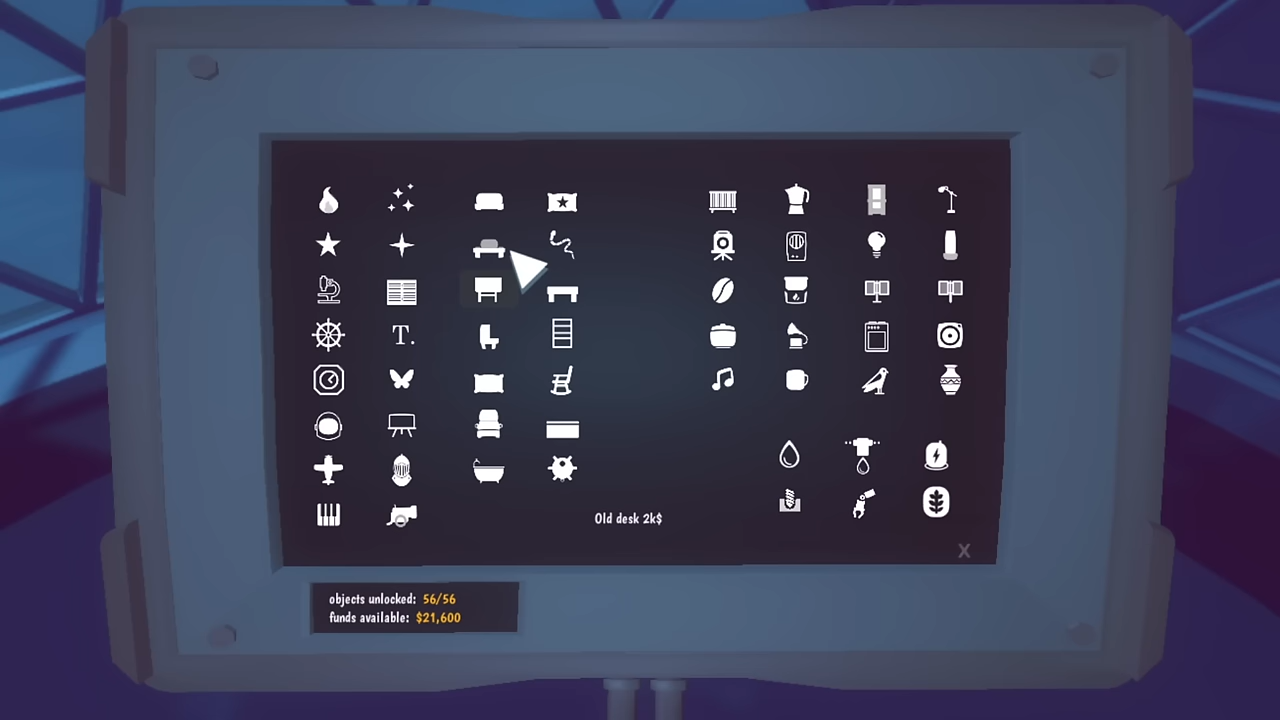 T.
Old desk 2k$
X
objects unlocked: 56/56
funds available: $21,600